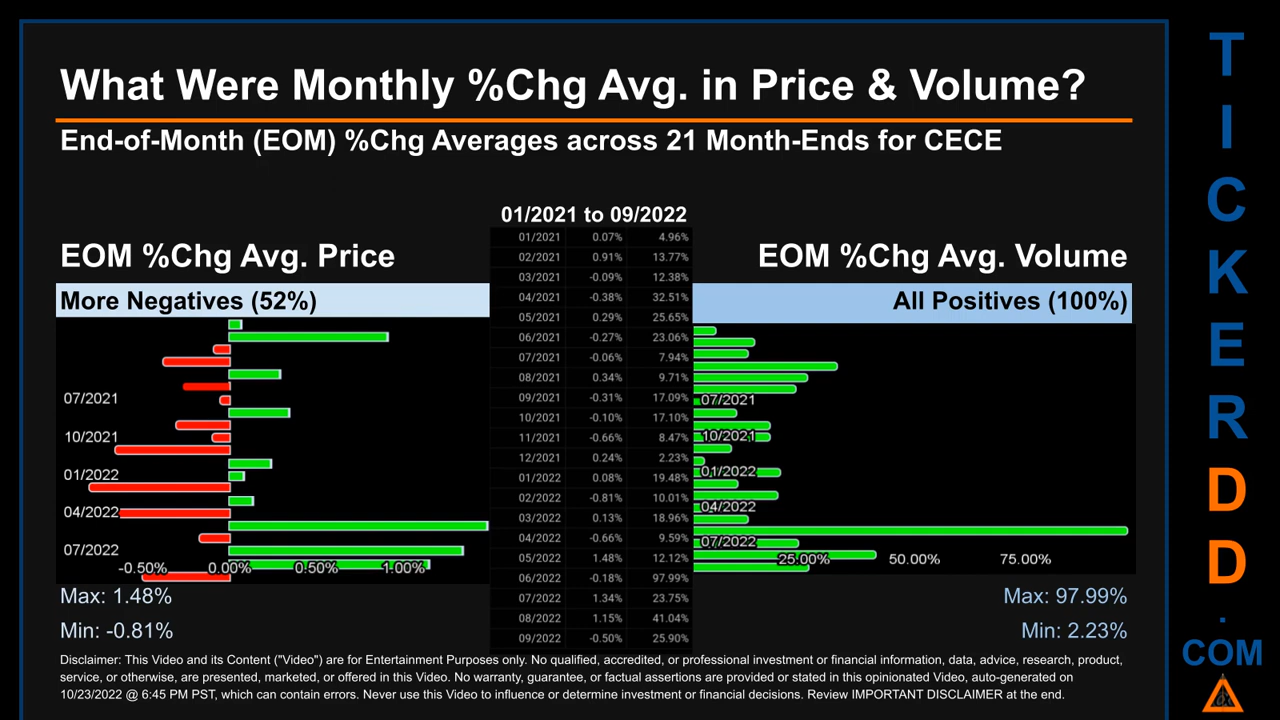 What Were Monthly %Chg Avg. in Price & Volume?
End-of-Month (EOM) %Chg Averages across 21 Month-Ends for CECE
01/2021 to 09/2022
EOM %Chg Avg. Price
EOM %Chg Avg. Volume
More Negatives (52%)
All Positives (100%)
01/2021 0.07% 4.96%
02/2021 0.91% 13.77%
03/2021 -0.09% 12.38%
04/2021 -0.38% 32.51%
05/2021 0.29% 25.65%
06/2021 -0.27% 23.06%
07/2021 -0.06% 7.94%
08/2021 0.34% 9.71%
09/2021 -0.31% 17.09%
10/2021 -0.10% 17.10%
11/2021 -0.66% 8.47%
12/2021 0.24% 2.23%
01/2022 0.08% 19.48%
02/2022 -0.81% 10.01%
03/2022 0.13% 18.96%
04/2022 -0.66% 9.59%
05/2022 1.48% 12.12%
06/2022 -0.18% 97.99%
07/2022 1.34% 23.75%
08/2022 1.15% 41.04%
09/2022 -0.50% 25.90%
07/2021
10/2021
01/2022
04/2022
07/2022
-0.50% 0.00% 0.50% 1.00%
07/2021
10/2021
01/2022
04/2022
07/2022
25.00% 50.00% 75.00%
Max: 1.48%
Min: -0.81%
Max: 97.99%
Min: 2.23%
Disclaimer: This Video and its Content ("Video") are for Entertainment Purposes only. No qualified, accredited, or professional investment or financial information, data, advice, research, product,
service, or otherwise, are presented, marketed, or offered in this Video. No warranty, guarantee, or factual assertions are provided or stated in this opinionated Video, auto-generated on
10/23/2022 @ 6:45 PM PST, which can contain errors. Never use this Video to influence or determine investment or financial decisions. Review IMPORTANT DISCLAIMER at the end.
T
I
C
K
E
R
D
D
.
COM